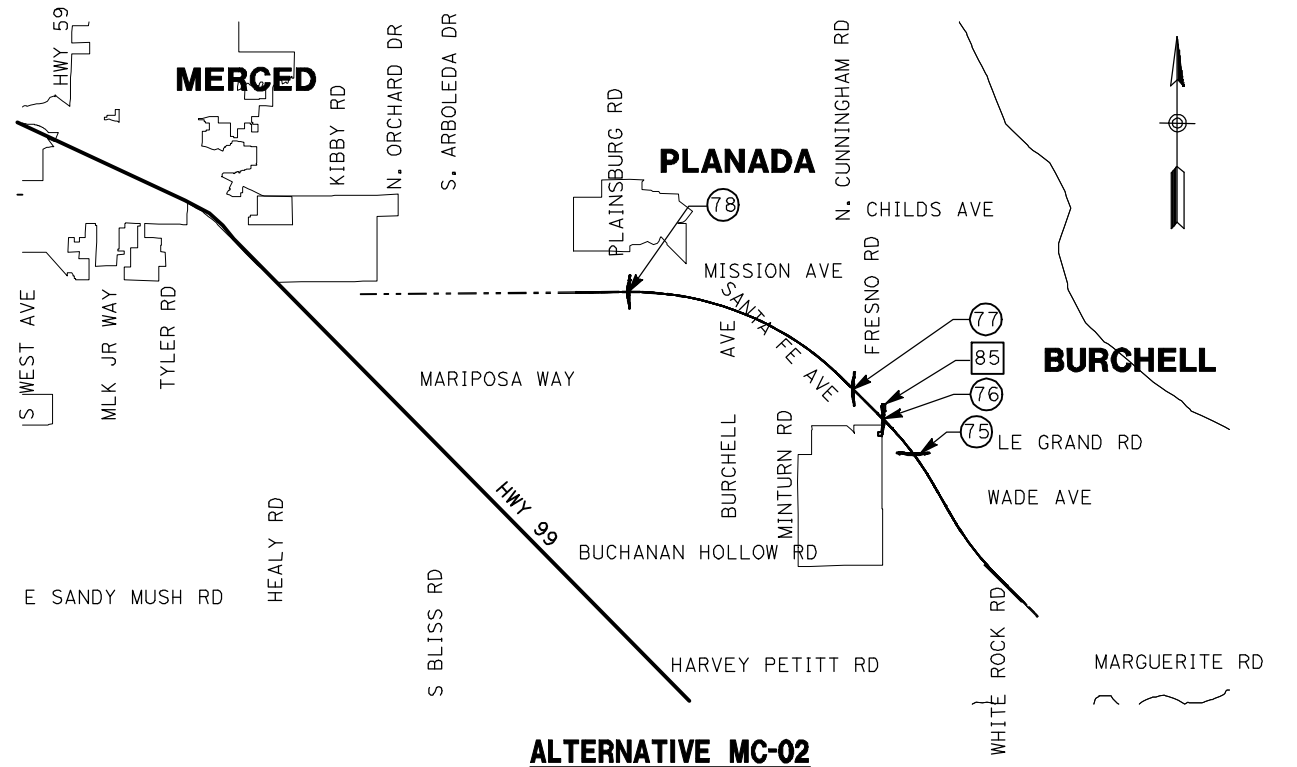 HWY 59
MERCED
KIBBY RD
N. ORCHARD DR
S. ARBOLEDA DR
PLAINSBURG RD
PLANADA
78
N. CUNNINGHAM RD
CHILDS AVE
MISSION AVE
FRESNO RD
SANTA FE AVE
77
85
76
75
BURCHELL
S WEST AVE
MLK JR WAY
TYLER RD
MARIPOSA WAY
BURCHELL AVE
MINTURN RD
LE GRAND RD
WADE AVE
HWY 99
HEALY RD
BUCHANAN HOLLOW RD
E SANDY MUSH RD
S BLISS RD
HARVEY PETITT RD
WHITE ROCK RD
MARGUERITE RD
ALTERNATIVE MC-02